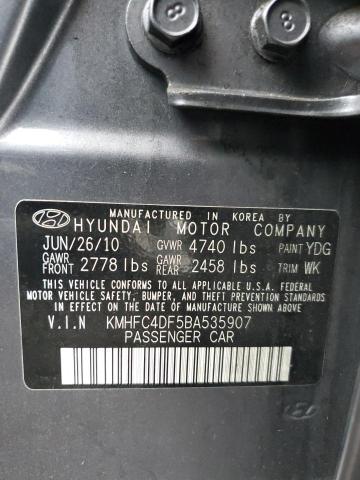 8
8
MANUFACTURED IN KOREA BY
HYUNDAI MOTOR COMPANY
JUN/26/10 GVWR 4740 lbs PAINT YDG
GAWR FRONT 2778 lbs GAWR REAR 2458 lbs TRIM WK
THIS VEHICLE CONFORMS TO ALL APPLICABLE U.S.A. FEDERAL
MOTOR VEHICLE SAFETY, BUMPER, AND THEFT PREVENTION STANDARDS
IN EFFECT ON THE DATE OF MANUFACTURE SHOWN ABOVE.
V.I.N KMHFC4DF5BA535907
PASSENGER CAR